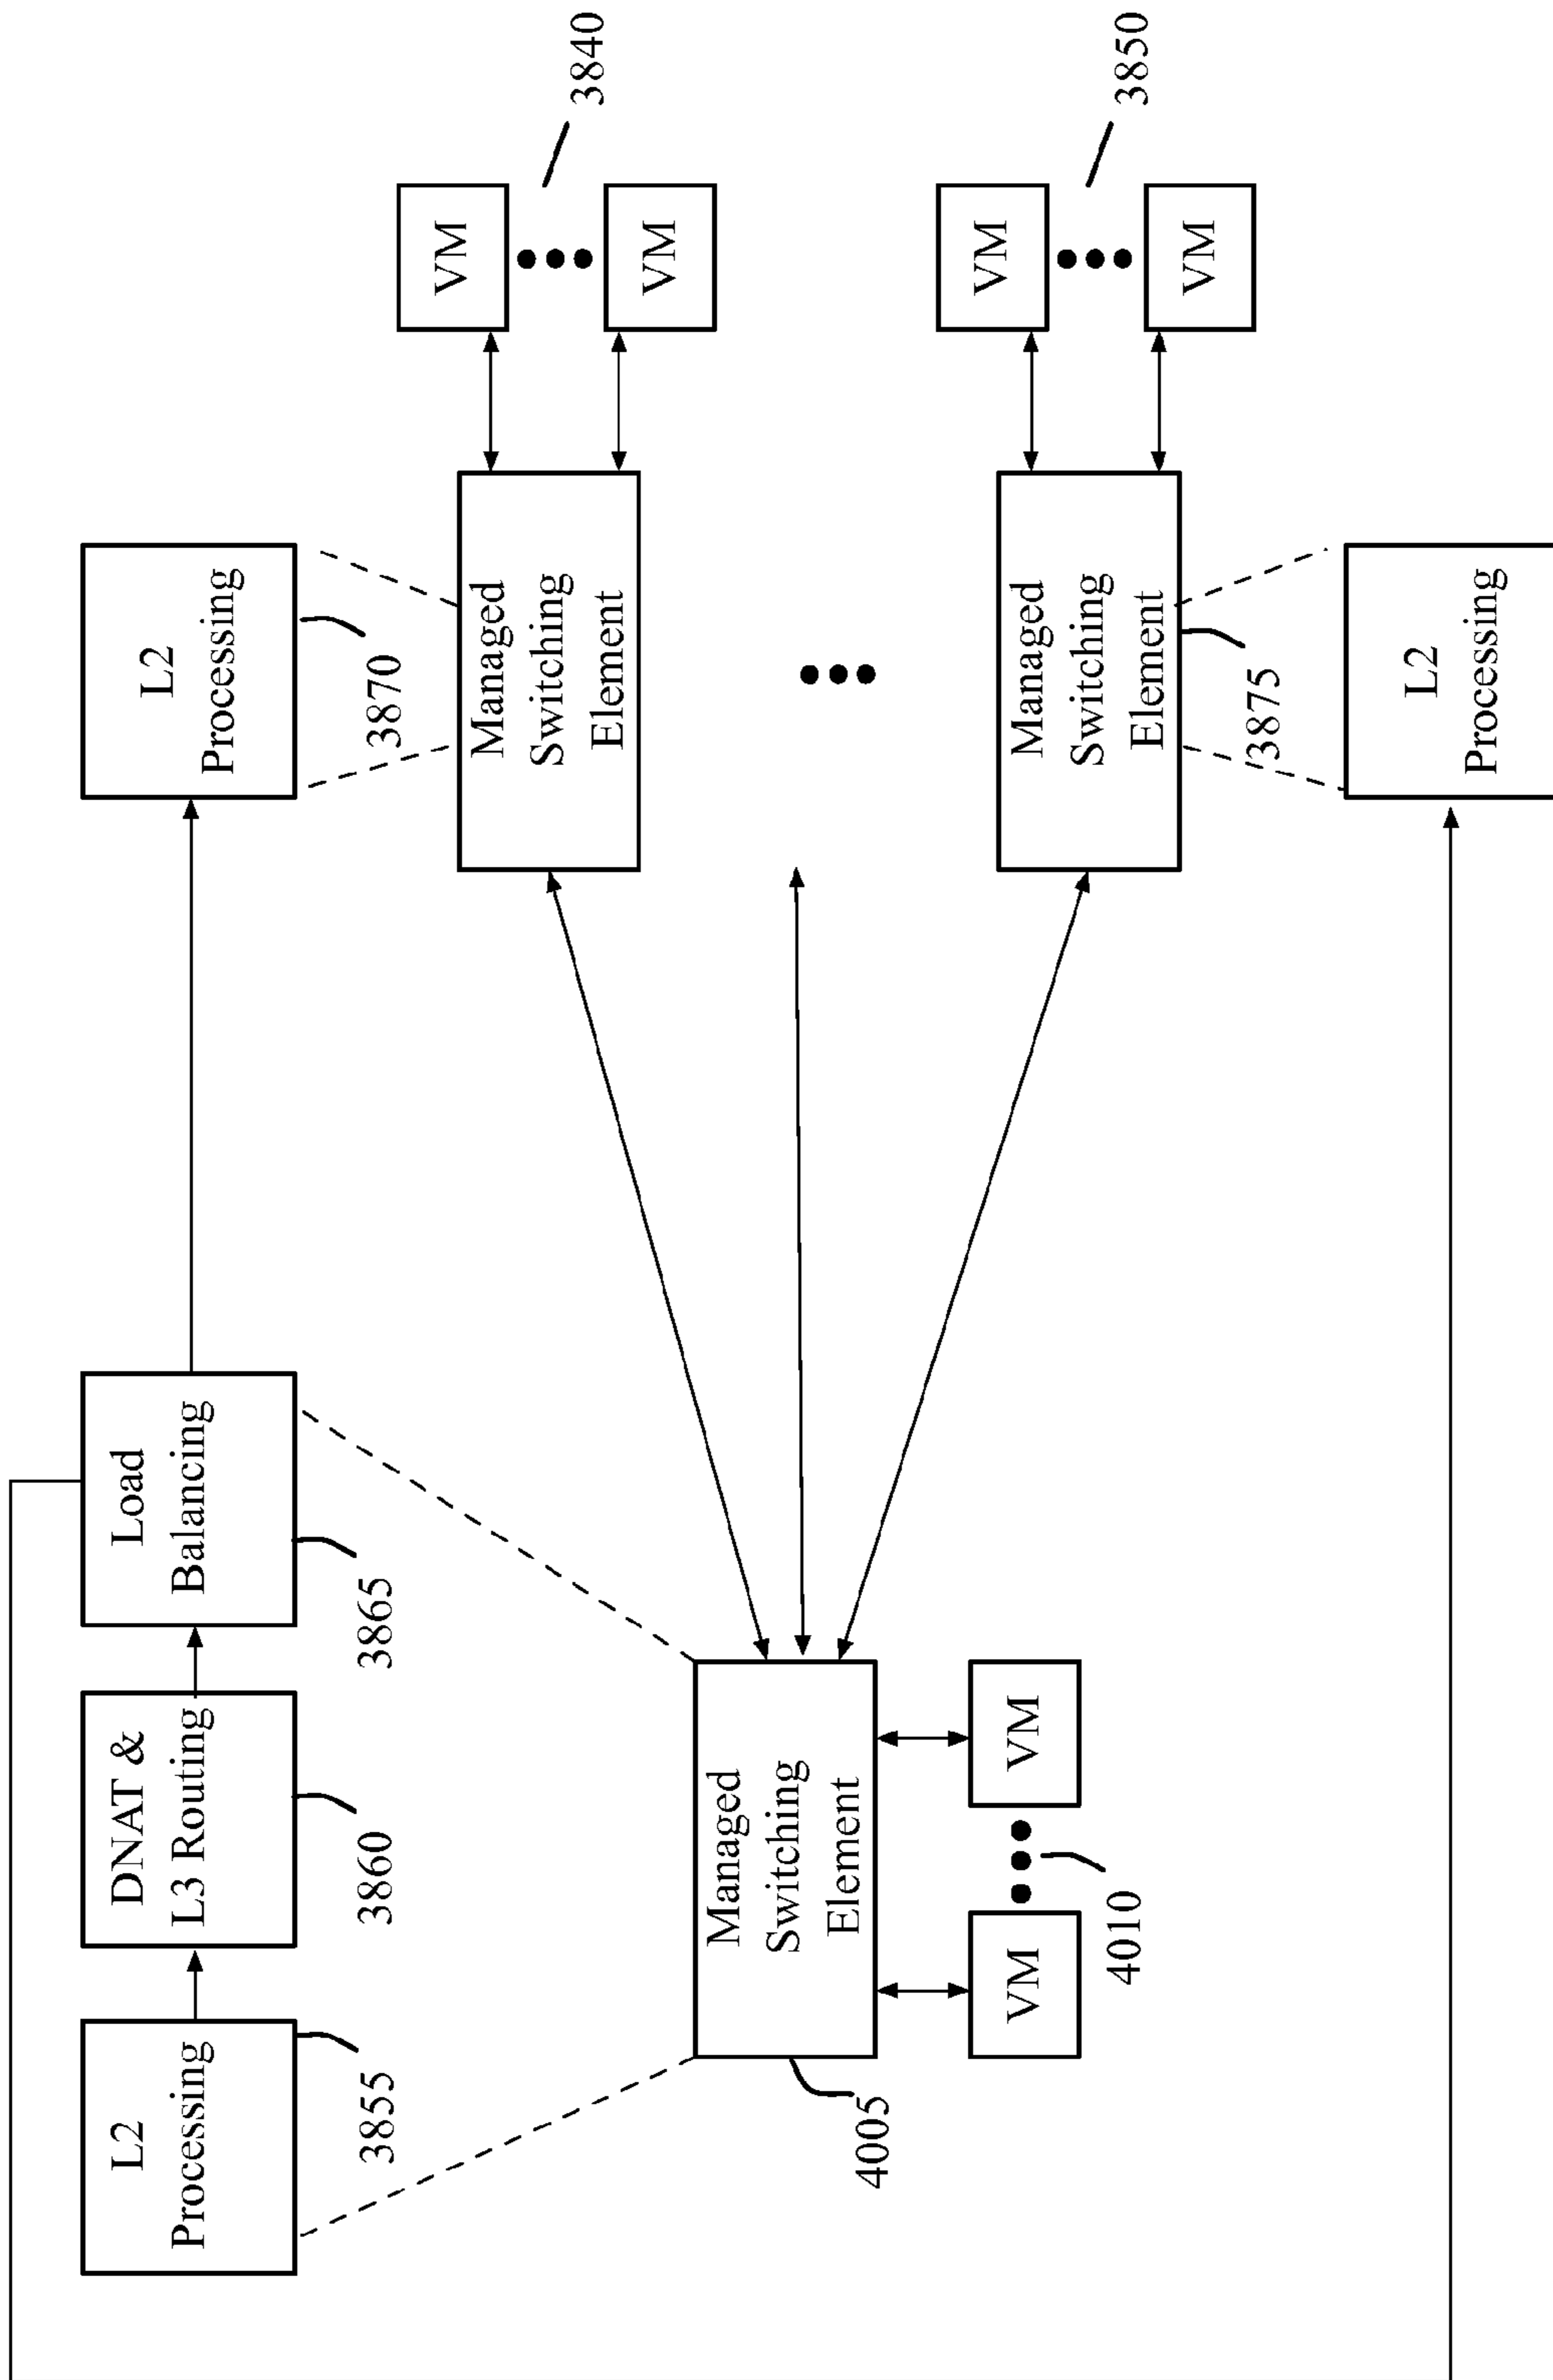 L2
Processing
3855
DNAT &
L3 Routing
3860
Load
Balancing
3865
L2
Processing
3870
Managed
Switching
Element
VM
VM
3840
Managed
Switching
Element
4005
VM
VM
4010
Managed
Switching
Element
3875
VM
VM
3850
L2
Processing